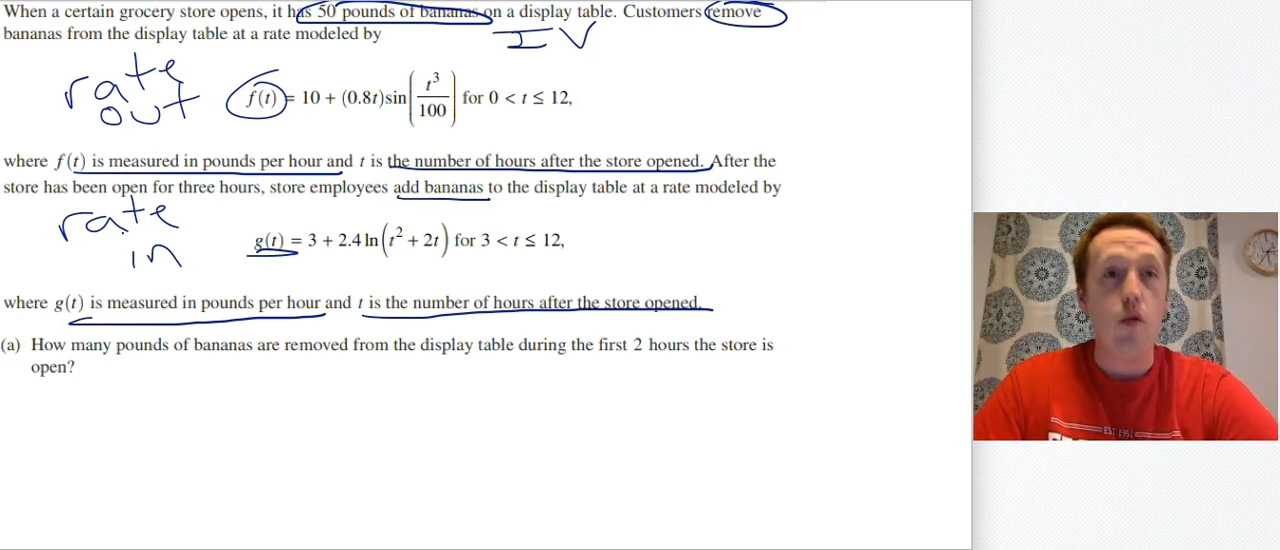 When a certain grocery store opens, it has 50 pounds of bananas on a display table. Customers remove
bananas from the display table at a rate modeled by
IV
rate
out
f(t) = 10 + (0.8t)sin(t³/100) for 0 < t ≤ 12,
where f(t) is measured in pounds per hour and t is the number of hours after the store opened. After the
store has been open for three hours, store employees add bananas to the display table at a rate modeled by
rate
in
g(t) = 3 + 2.4 ln(t² + 2t) for 3 < t ≤ 12,
where g(t) is measured in pounds per hour and t is the number of hours after the store opened.
(a) How many pounds of bananas are removed from the display table during the first 2 hours the store is
open?
EST 1951